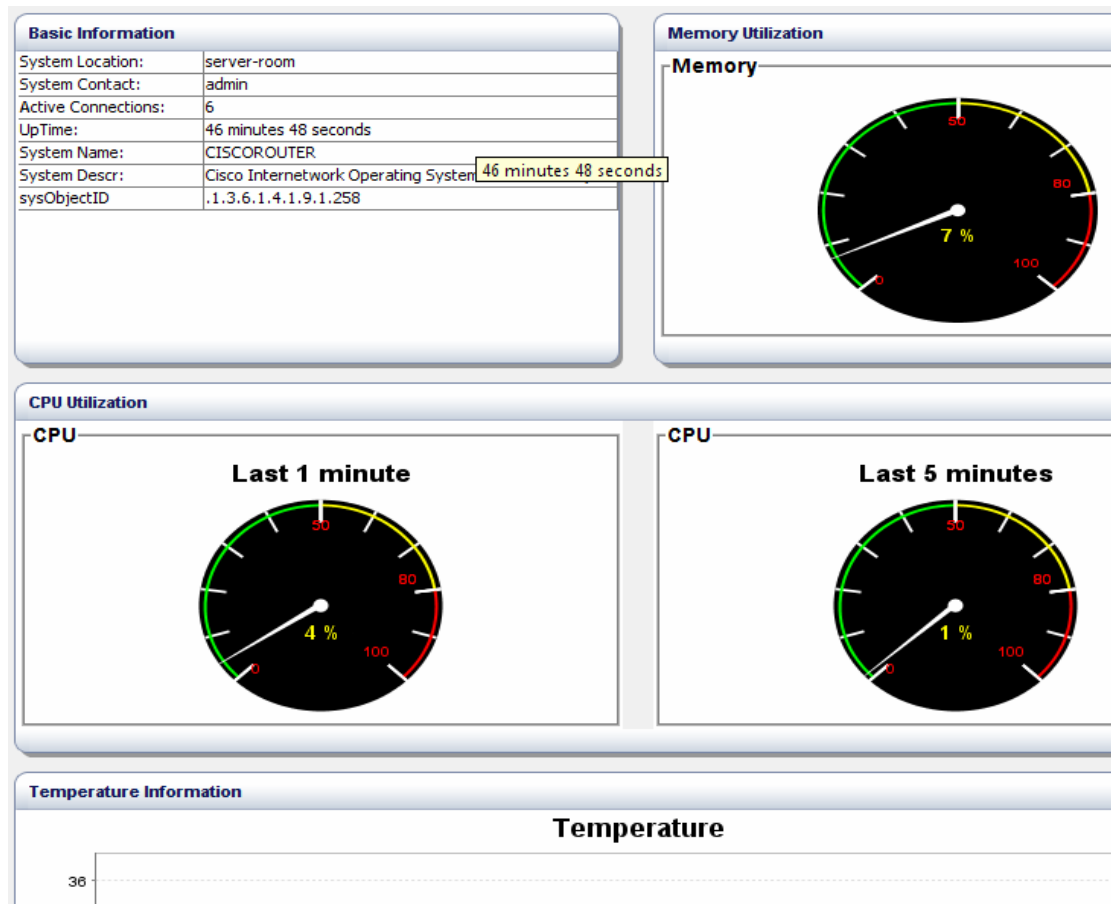 Basic Information
System Location: server-room
System Contact: admin
Active Connections: 6
UpTime: 46 minutes 48 seconds
System Name: CISCOROUTER
System Descr: Cisco Internetwork Operating System
46 minutes 48 seconds
sysObjectID .1.3.6.1.4.1.9.1.258
Memory Utilization
Memory
50
80
7 %
100
0
CPU Utilization
CPU
Last 1 minute
50
80
4 %
100
0
CPU
Last 5 minutes
50
80
1 %
100
0
Temperature Information
Temperature
36